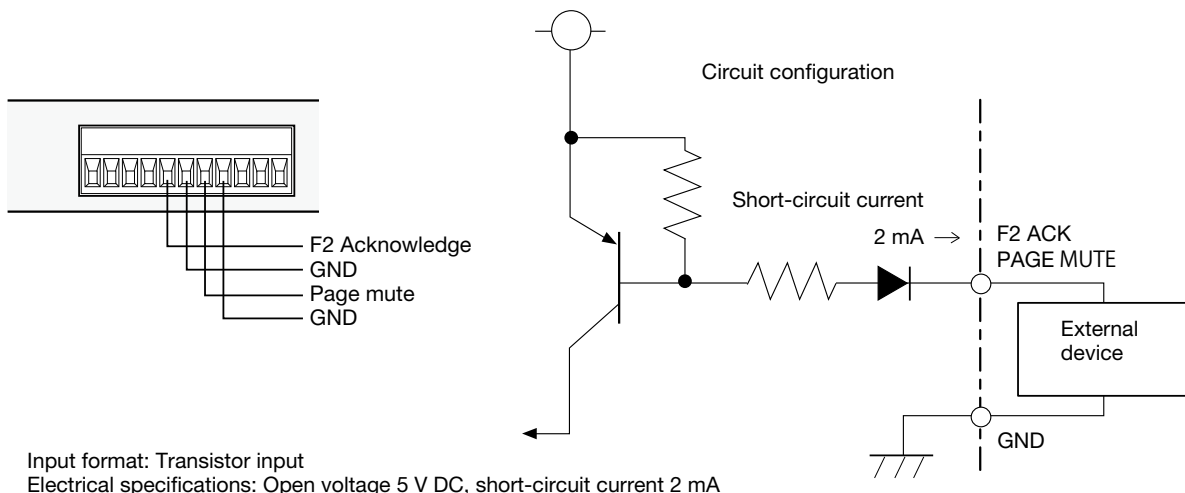 Circuit configuration
Short-circuit current
2 mA →
F2 ACK
PAGE MUTE
F2 Acknowledge
GND
Page mute
GND
External
device
GND
Input format: Transistor input
Electrical specifications: Open voltage 5 V DC, short-circuit current 2 mA